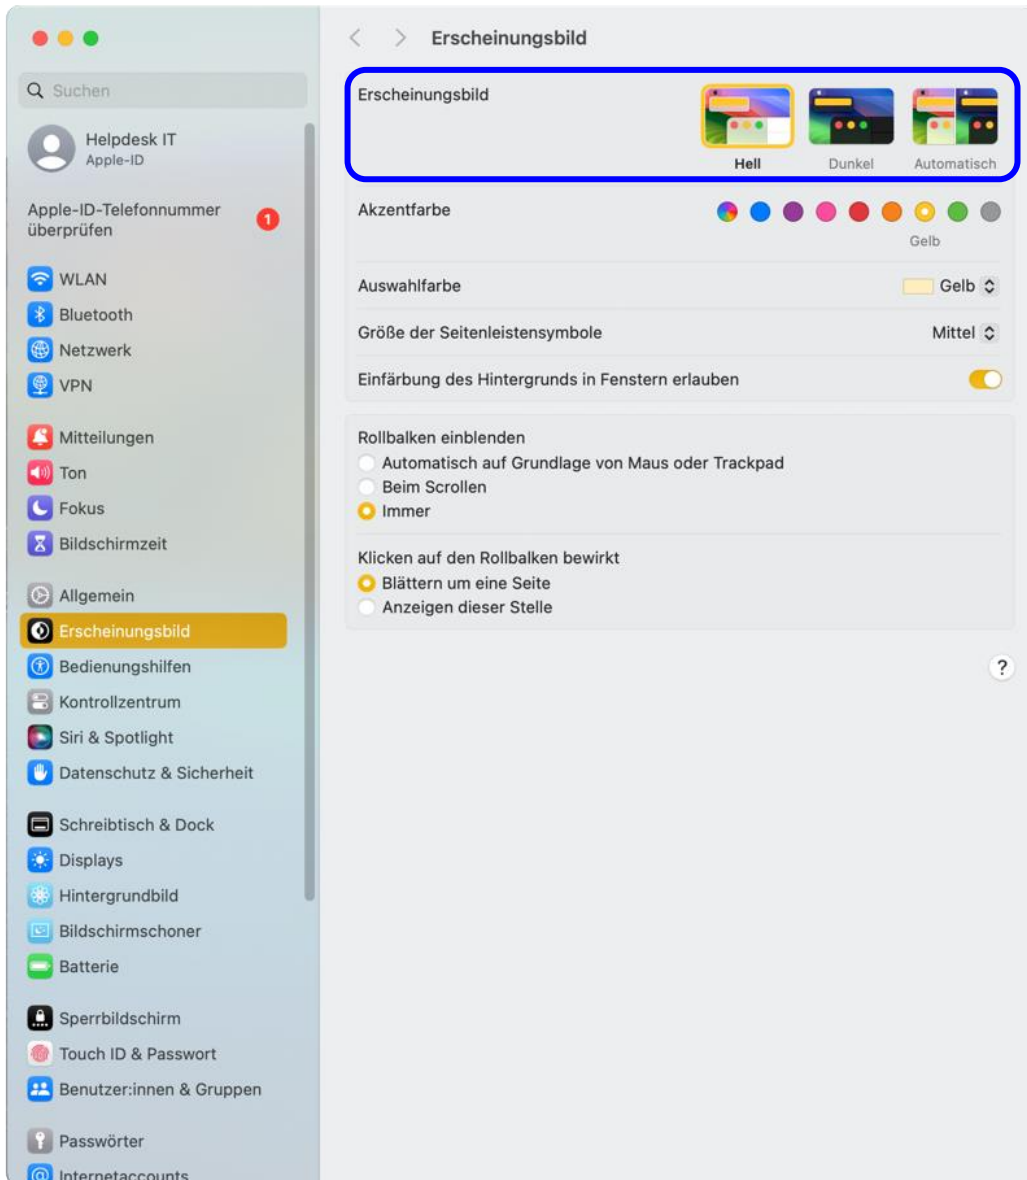 Suchen
Helpdesk IT
Apple-ID
Apple-ID-Telefonnummer
überprüfen
1
WLAN
Bluetooth
Netzwerk
VPN
Mitteilungen
Ton
Fokus
Bildschirmzeit
Allgemein
Erscheinungsbild
Bedienungshilfen
Kontrollzentrum
Siri & Spotlight
Datenschutz & Sicherheit
Schreibtisch & Dock
Displays
Hintergrundbild
Bildschirmschoner
Batterie
Sperrbildschirm
Touch ID & Passwort
Benutzer:innen & Gruppen
Passwörter
Internetaccounts
Erscheinungsbild
Erscheinungsbild
Hell Dunkel Automatisch
Akzentfarbe
Gelb
Auswahlfarbe Gelb
Größe der Seitenleistensymbole Mittel
Einfärbung des Hintergrunds in Fenstern erlauben
Rollbalken einblenden
Automatisch auf Grundlage von Maus oder Trackpad
Beim Scrollen
Immer
Klicken auf den Rollbalken bewirkt
Blättern um eine Seite
Anzeigen dieser Stelle
?